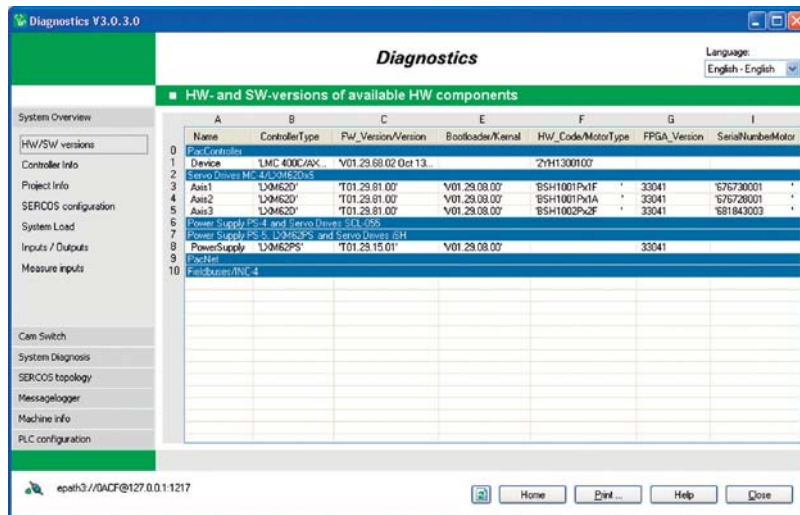 Diagnostics V3.0.3.0
Diagnostics
Language:
English - English
HW- and SW-versions of available HW components
System Overview
HW/SW versions
Controller Info
Project Info
SERCOS configuration
System Load
Inputs / Outputs
Measure inputs
Cam Switch
System Diagnosis
SERCOS topology
Messagelogger
Machine info
PLC configuration
A B C E F G I
Name ControllerType FW_Version/Version Bootloader/Kernal HW_Code/MotorType FPGA_Version SerialNumberMotor
0 PacController
1 Device 'LMC 400C/AX... 'V01.29.68.02 Oct 13... '2YH1300100'
2 Servo Drives MC-4/LXM62DxS
3 Axis1 'LXM62D' 'T01.29.81.00' 'V01.29.08.00' 'BSH1001Px1F ' 33041 '676730001 '
4 Axis2 'LXM62D' 'T01.29.81.00' 'V01.29.08.00' 'BSH1001Px1A ' 33041 '676728001 '
5 Axis3 'LXM62D' 'T01.29.81.00' 'V01.29.08.00' 'BSH1002Px2F ' 33041 '681843003 '
6 Power Supply PS-4 and Servo Drives SCL-055
7 Power Supply PS-5, LXM62PS and Servo Drives iSH
8 PowerSupply 'LXM62PS' 'T01.29.15.01' 'V01.29.08.00' 33041
9 PacNet
10 Fieldbuses/INC-4
epath3://0ACF@127.0.0.1:1217
Home
Print ...
Help
Close